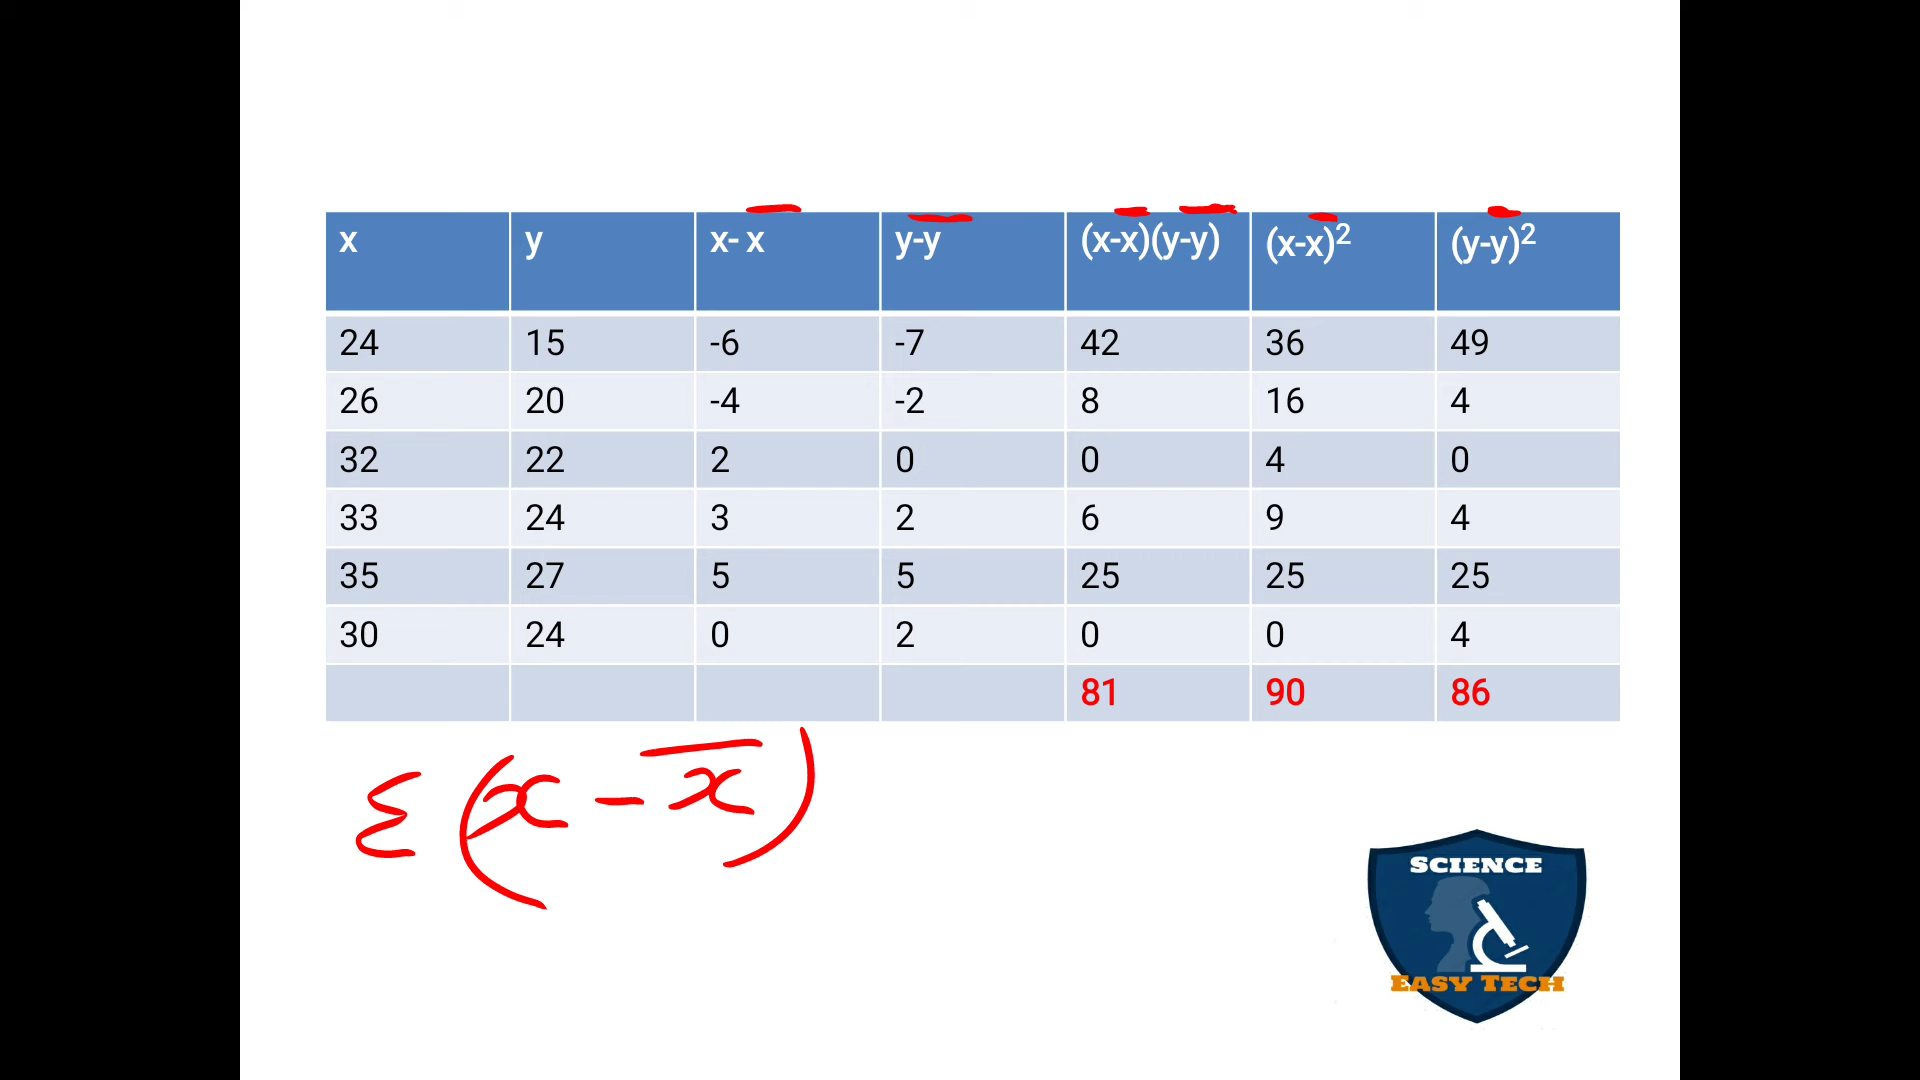 x y x- x y-y (x-x)(y-y) (x-x)² (y-y)²
24 15 -6 -7 42 36 49
26 20 -4 -2 8 16 4
32 22 2 0 0 4 0
33 24 3 2 6 9 4
35 27 5 5 25 25 25
30 24 0 2 0 0 4
81 90 86
Σ(x - x̄)
SCIENCE
EASY TECH